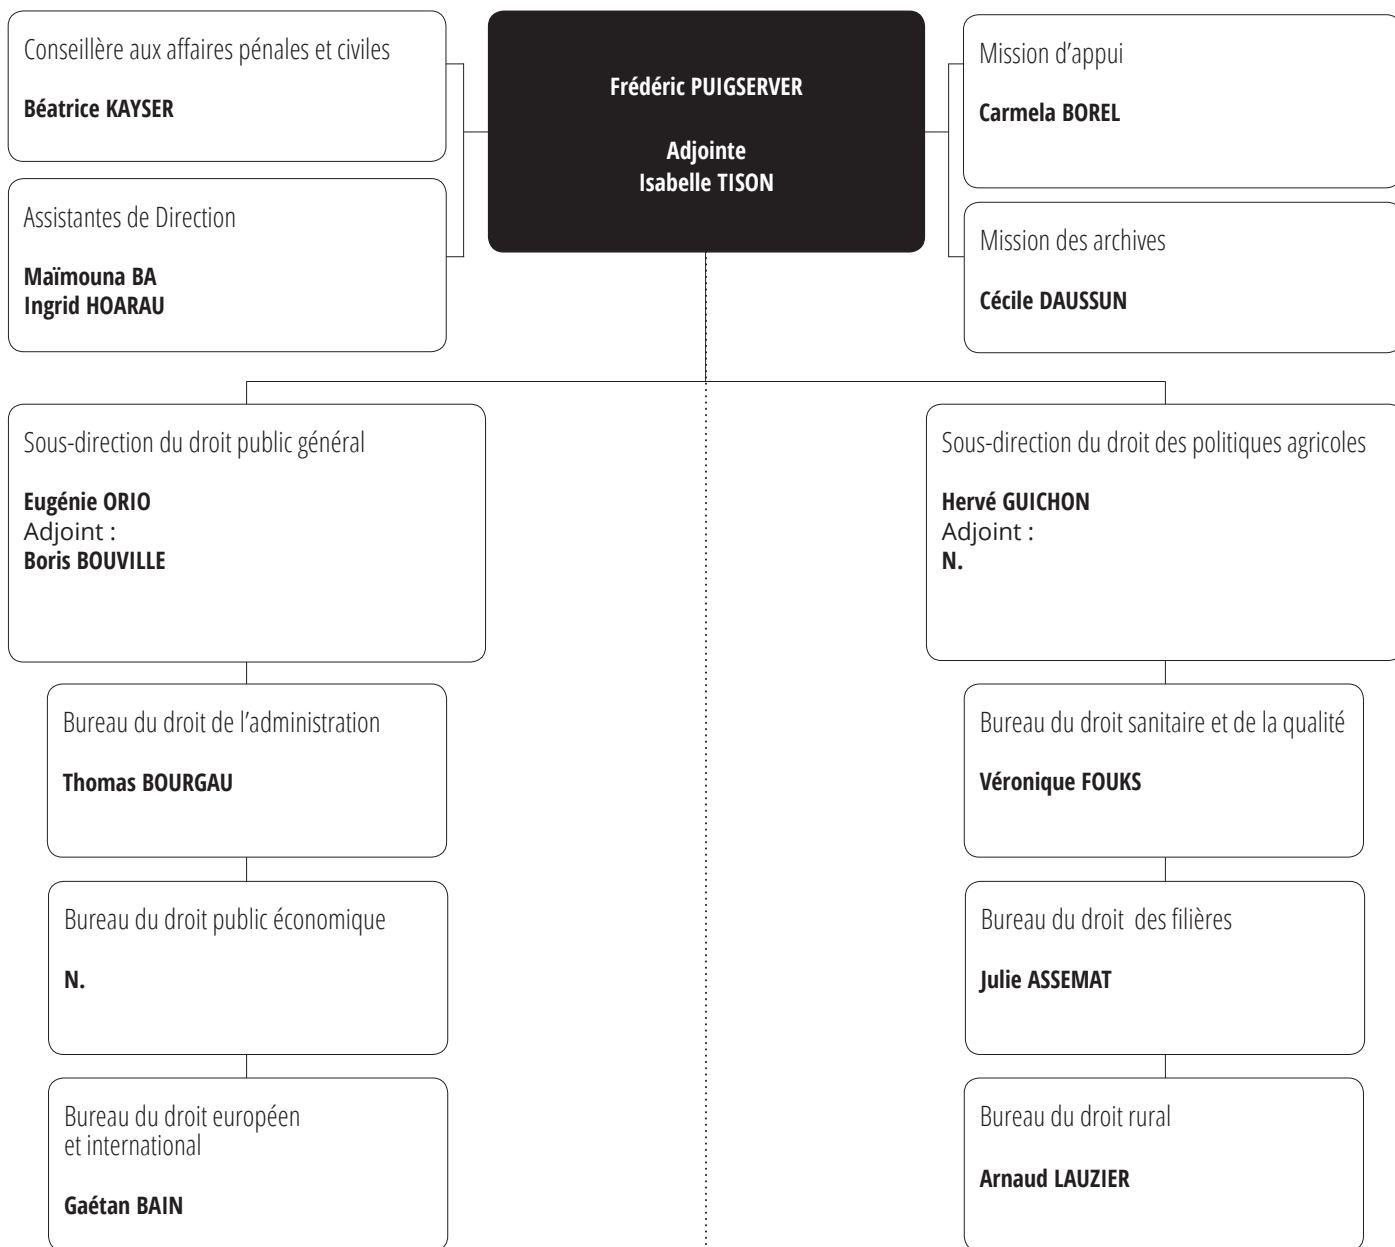 Conseillère aux affaires pénales et civiles
Béatrice KAYSER
Assistantes de Direction
Maïmouna BA
Ingrid HOARAU
Frédéric PUIGSERVER
Adjointe
Isabelle TISON
Mission d’appui
Carmela BOREL
Mission des archives
Cécile DAUSSUN
Sous-direction du droit public général
Eugénie ORIO
Adjoint :
Boris BOUVILLE
Bureau du droit de l’administration
Thomas BOURGAU
Bureau du droit public économique
N.
Bureau du droit européen
et international
Gaétan BAIN
Sous-direction du droit des politiques agricoles
Hervé GUICHON
Adjoint :
N.
Bureau du droit sanitaire et de la qualité
Véronique FOUKS
Bureau du droit  des filières
Julie ASSEMAT
Bureau du droit rural
Arnaud LAUZIER